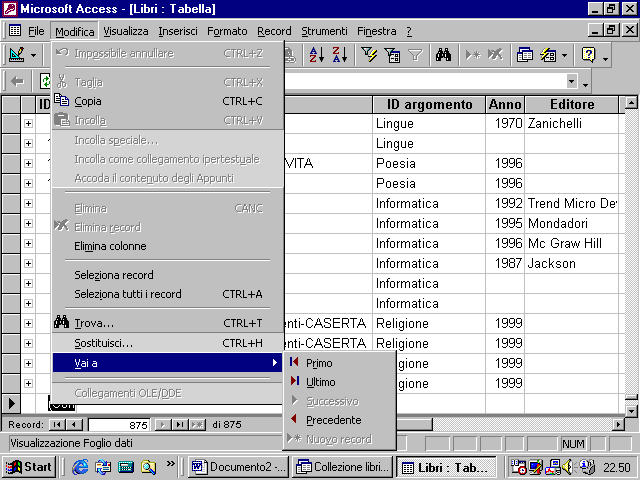 Microsoft Access - [Libri : Tabella]
File Modifica Visualizza Inserisci Formato Record Strumenti Finestra ?
Impossibile annullare CTRL+Z
Taglia CTRL+X
Copia CTRL+C
Incolla CTRL+V
Incolla speciale...
Incolla come collegamento ipertestuale
Accoda il contenuto degli Appunti
Elimina CANC
Elimina record
Elimina colonne
Seleziona record
Seleziona tutti i record CTRL+A
Trova... CTRL+T
Sostituisci... CTRL+H
Vai a
Collegamenti OLE/DDE
Primo
Ultimo
Successivo
Precedente
Nuovo record
ID argomento Anno Editore
Lingue 1970 Zanichelli
Lingue
VITA Poesia 1996
Poesia 1996
Informatica 1992 Trend Micro De
Informatica 1995 Mondadori
Informatica 1996 Mc Graw Hill
Informatica 1987 Jackson
Informatica
Informatica
enti-CASERTA Religione 1999
enti-CASERTA Religione 1999
eligione 1999
eligione 1999
Record: 875 di 875
Visualizzazione Foglio dati NUM
Start Documento2 -... Collezione libri... Libri : Tab... 22.50